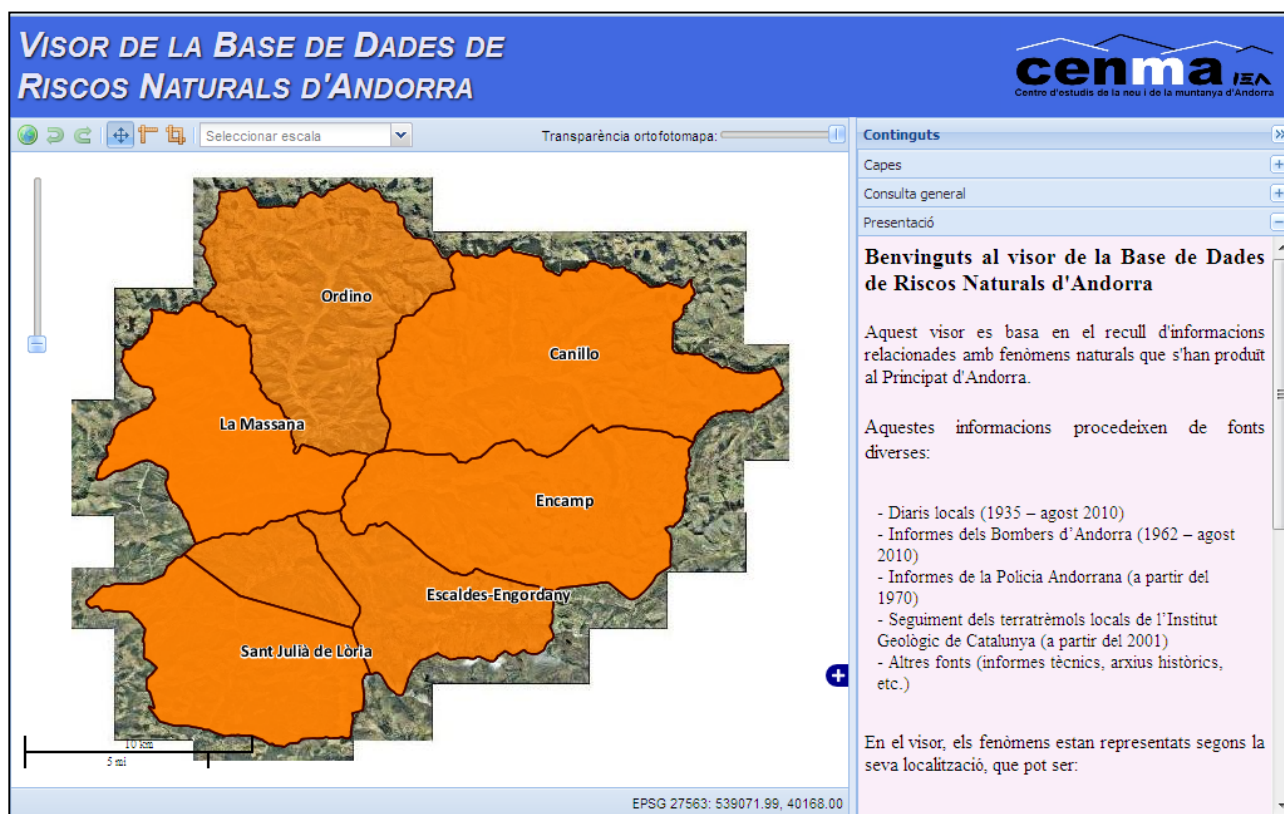 VISOR DE LA BASE DE DADES DE
RISCOS NATURALS D'ANDORRA
cenma IEA
Centre d'estudis de la neu i de la muntanya d'Andorra
Seleccionar escala
Transparència ortofotomapa:
Ordino
Canillo
La Massana
Encamp
Escaldes-Engordany
Sant Julià de Lòria
10 km
5 mi
EPSG 27563: 539071.99, 40168.00
Continguts
Capes
Consulta general
Presentació
Benvinguts al visor de la Base de Dades
de Riscos Naturals d'Andorra
Aquest visor es basa en el recull d'informacions
relacionades amb fenòmens naturals que s'han produït
al Principat d'Andorra.
Aquestes informacions procedeixen de fonts
diverses:
- Diaris locals (1935 – agost 2010)
- Informes dels Bombers d’Andorra (1962 – agost
2010)
- Informes de la Policia Andorrana (a partir del
1970)
- Seguiment dels terratrèmols locals de l’Institut
Geològic de Catalunya (a partir del 2001)
- Altres fonts (informes tècnics, arxius històrics,
etc.)
En el visor, els fenòmens estan representats segons la
seva localització, que pot ser: